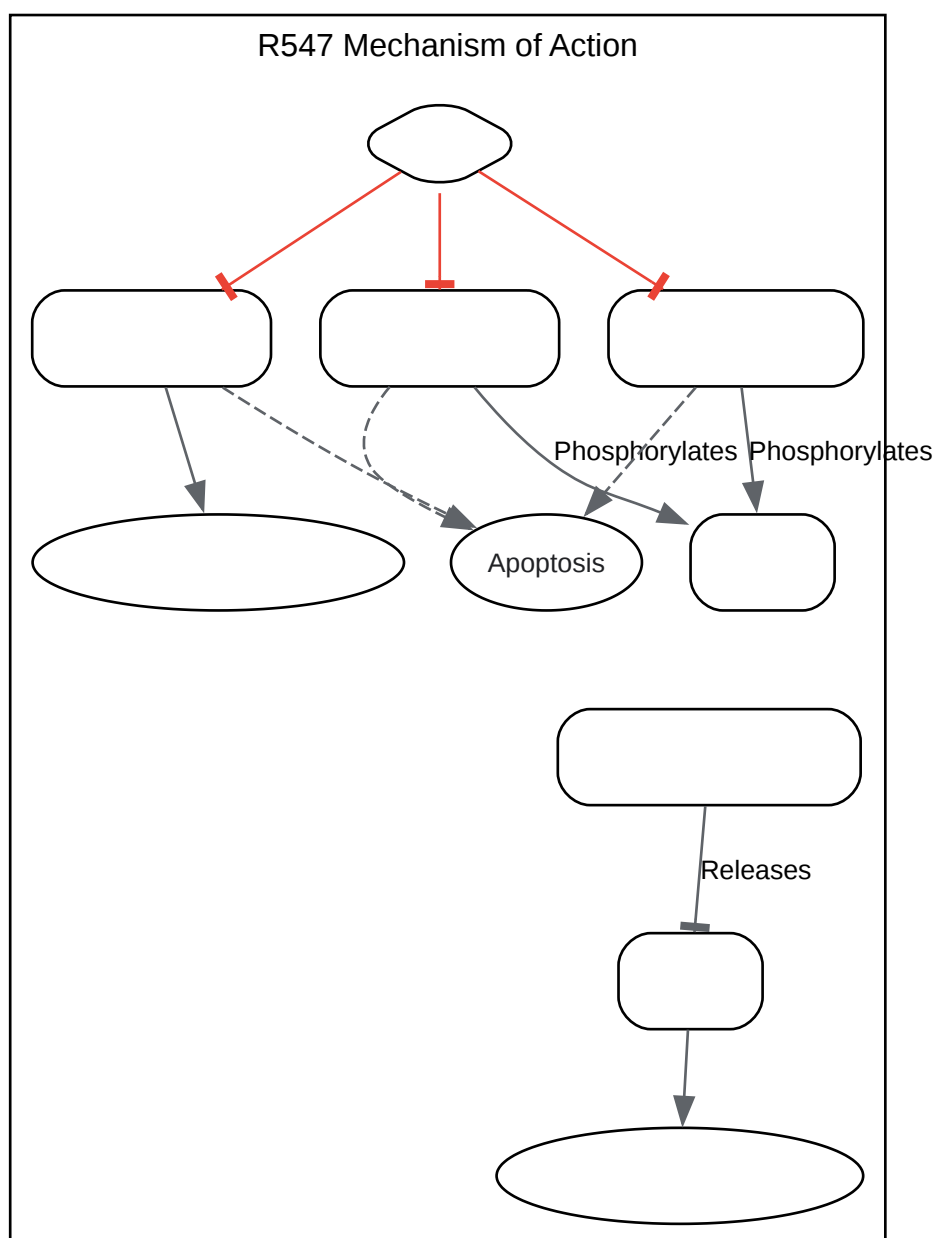 R547 Mechanism of Action
Phosphorylates
Phosphorylates
Apoptosis
Releases